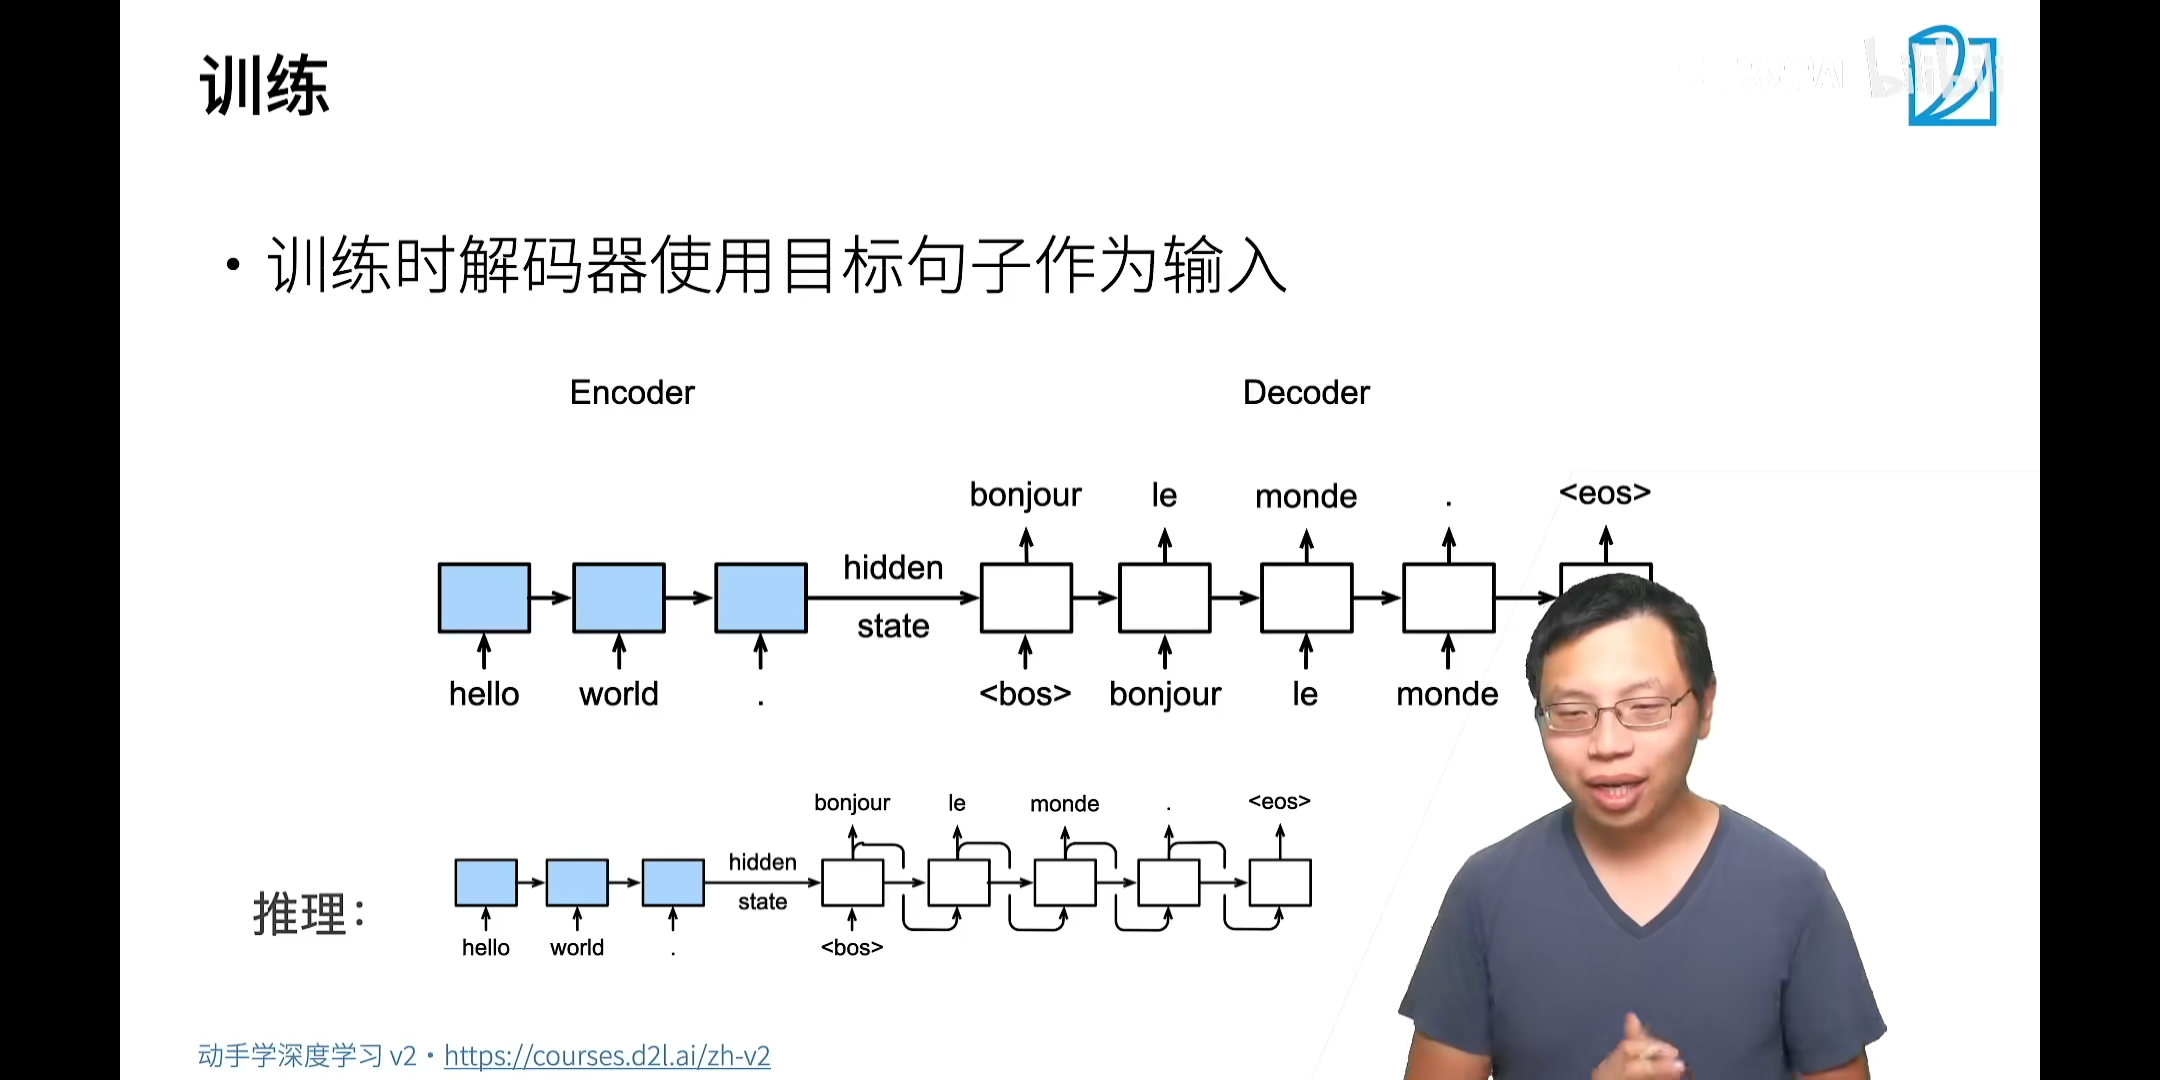 训练
bilibili
• 训练时解码器使用目标句子作为输入
Encoder Decoder
bonjour le monde . <eos>
hidden
state
hello world . <bos> bonjour le monde
bonjour le monde . <eos>
推理：
hidden
state
hello world . <bos>
动手学深度学习 v2 • https://courses.d2l.ai/zh-v2